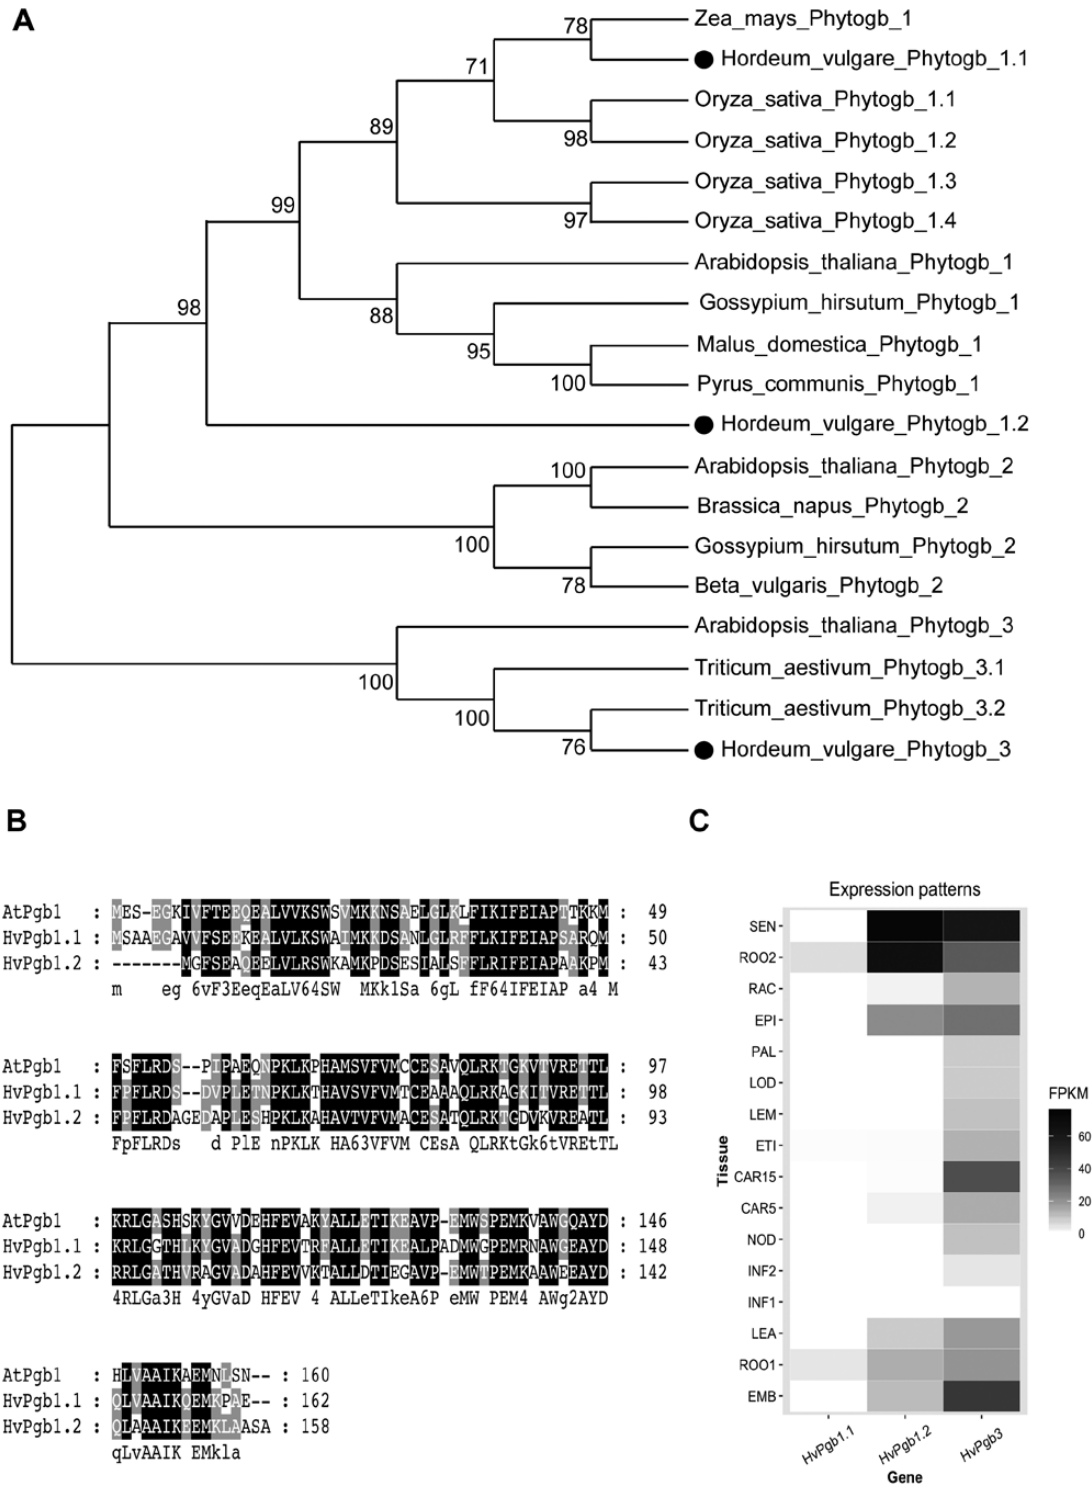 A
78
Zea_mays_Phytogb_1
71
Hordeum_vulgare_Phytogb_1.1
89
Oryza_sativa_Phytogb_1.1
98
Oryza_sativa_Phytogb_1.2
99
Oryza_sativa_Phytogb_1.3
97
Oryza_sativa_Phytogb_1.4
98
Arabidopsis_thaliana_Phytogb_1
88
Gossypium_hirsutum_Phytogb_1
95
Malus_domestica_Phytogb_1
100
Pyrus_communis_Phytogb_1
Hordeum_vulgare_Phytogb_1.2
100
Arabidopsis_thaliana_Phytogb_2
Brassica_napus_Phytogb_2
100
Gossypium_hirsutum_Phytogb_2
78
Beta_vulgaris_Phytogb_2
Arabidopsis_thaliana_Phytogb_3
100
Triticum_aestivum_Phytogb_3.1
100
Triticum_aestivum_Phytogb_3.2
76
Hordeum_vulgare_Phytogb_3
B
AtPgb1 : MES-EGKIVFTEEQEALVVKSWSVMKKNSAELGLKLFIKIFEIAPTTKKM : 49
HvPgb1.1 : MSAAEGAVVFSEEKEALVLKSWAIMKKDSANLGLRFFLKIFEIAPSARQM : 50
HvPgb1.2 : -------MGFSEAQEELVLRSWKAMKPDSESIALSFFLRIFEIAPAAKPM : 43
m eg 6vF3EeqEaLV64SW MKklSa 6gL fF64IFEIAP a4 M
AtPgb1 : FSFLRDS--PIPAEQNPKLKPHAMSVFVMCCESAVQLRKTGKVTVRETTL : 97
HvPgb1.1 : FPFLRDS--DVPLETNPKLKTHAVSVFVMTCEAAAQLRKAGKITVRETTL : 98
HvPgb1.2 : FPFLRDAGEDAPLESHPKLKAHAVTVFVMACESATQLRKTGDVKVREATL : 93
FpFLRDs d PlE nPKLK HA63VFVM CEsA QLRKtGk6tVREtTL
AtPgb1 : KRLGASHSKYGVVDEHFEVAKYALLETIKEAVP-EMWSPEMKVAWGQAYD : 146
HvPgb1.1 : KRLGGTHLKYGVADGHFEVTRFALLETIKEALPADMWGPEMRNAWGEAYD : 148
HvPgb1.2 : RRLGATHVRAGVADAHFEVVKTALLDTIEGAVP-EMWTPEMKAAWEEAYD : 142
4RLGa3H 4yGVaD HFEV 4 ALLeTIkeA6P eMW PEM4 AWg2AYD
AtPgb1 : HLVAAIKAEMNLSN-- : 160
HvPgb1.1 : QLVAAIKQEMKPAE-- : 162
HvPgb1.2 : QLAAAIKEEMKLAASA : 158
qLvAAIK EMkla
C
Expression patterns
SEN
ROO2
RAC
EPI
PAL
LOD
LEM
ETI
CAR15
CAR5
NOD
INF2
INF1
LEA
ROO1
EMB
Tissue
HvPgb1.1
HvPgb1.2
HvPgb3
Gene
FPKM
60
40
20
0